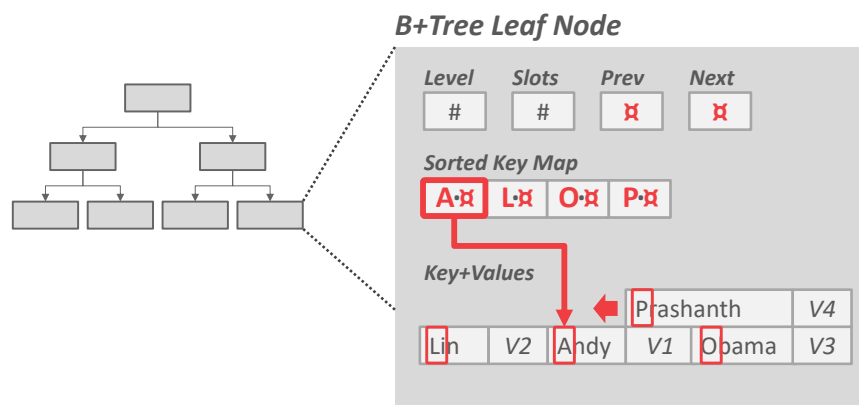 B+Tree Leaf Node
Level Slots Prev Next
# # ¤ ¤
Sorted Key Map
A·¤ L·¤ O·¤ P·¤
Key+Values
Prashanth V4
Lin V2 Andy V1 Obama V3